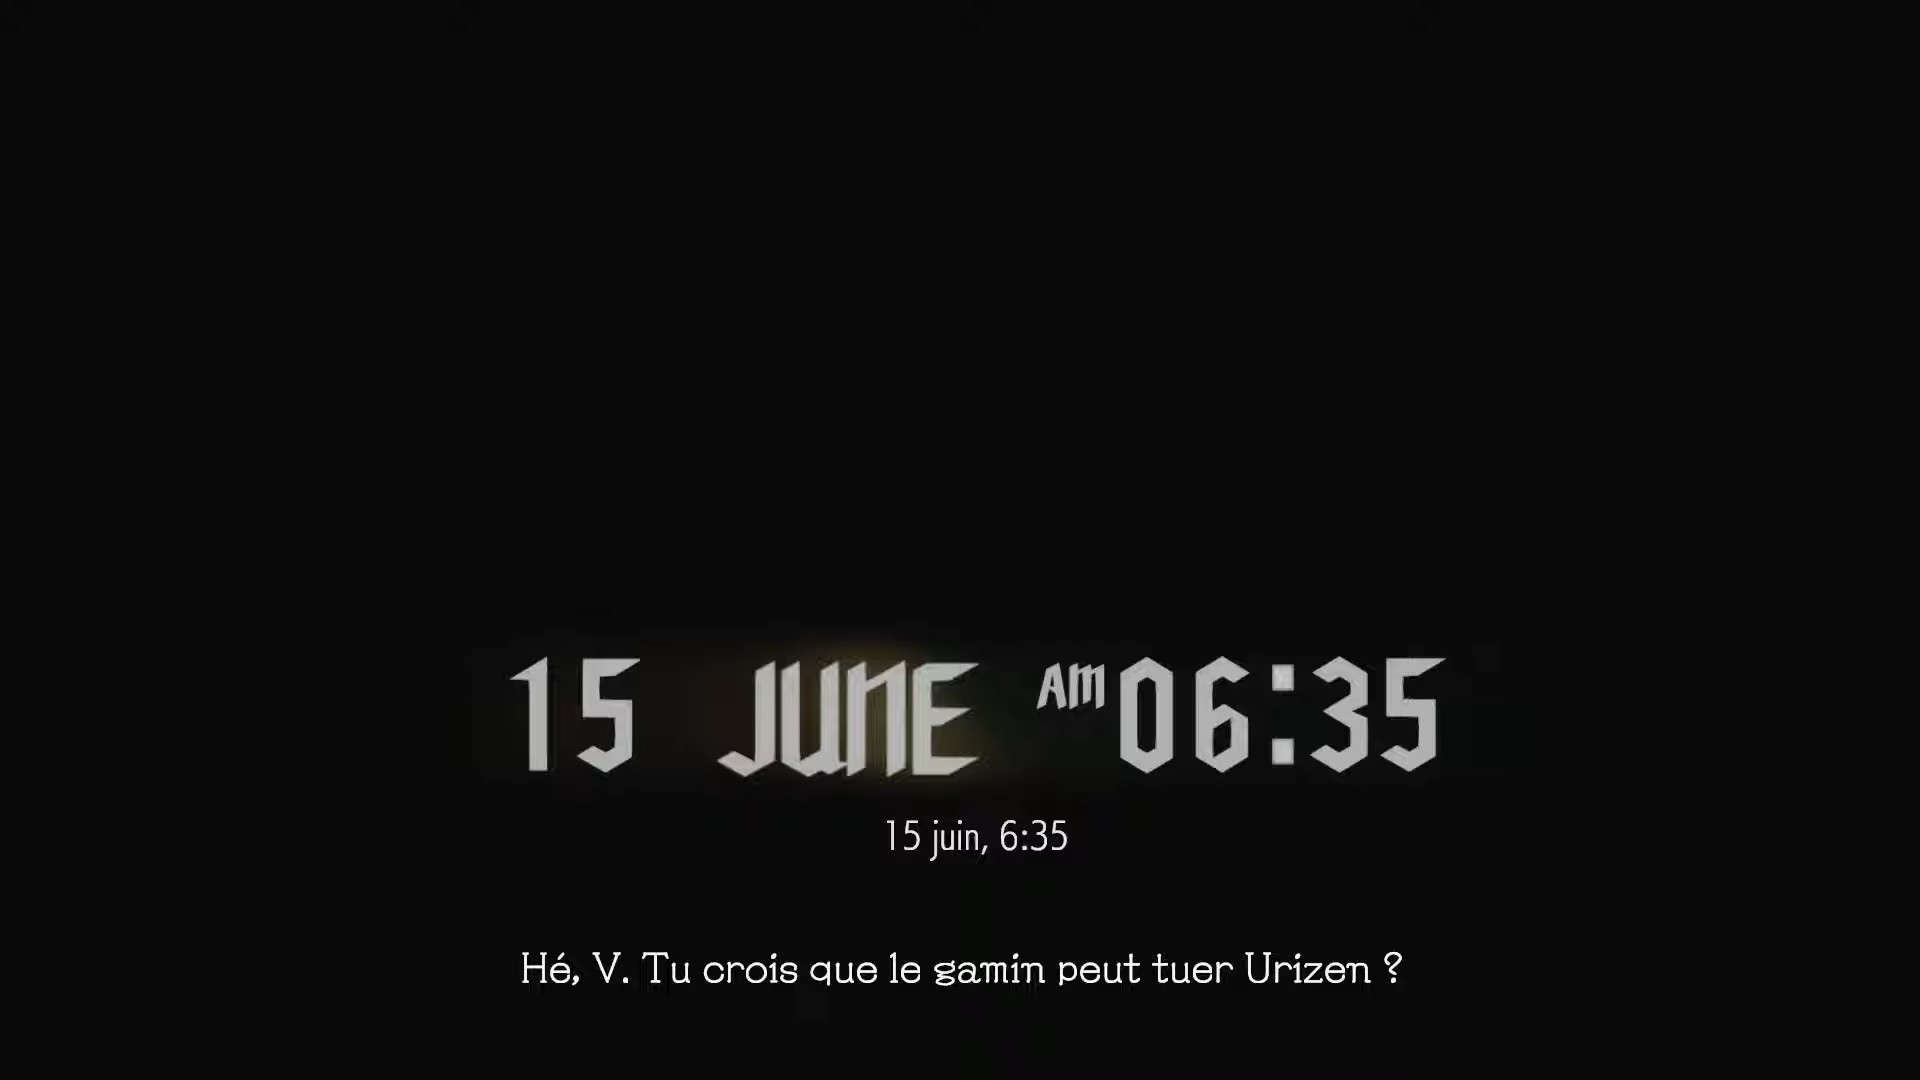 15 JUNE AM 06:35
15 juin, 6:35
Hé, V. Tu crois que le gamin peut tuer Urizen ?